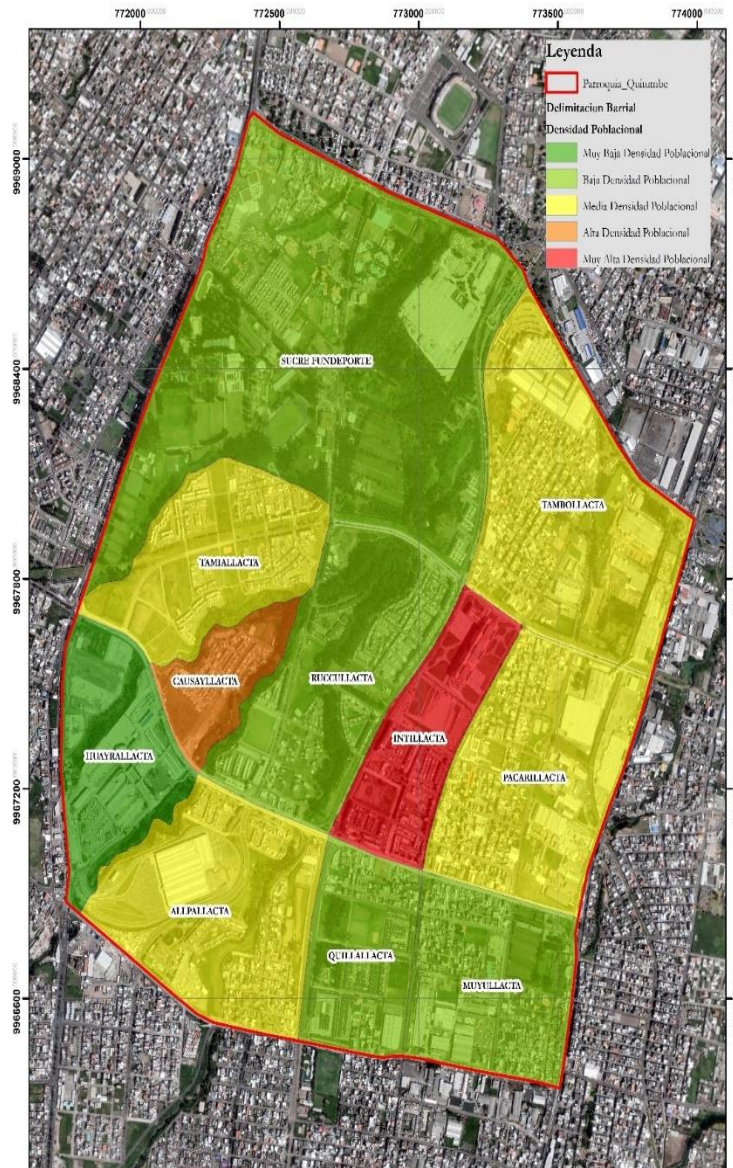 772000 772500 773000 773500 774000
Leyenda
Parroquia_Quitumbe
Delimitacion Barrial
Densidad Poblacional
Muy Baja Densidad Poblacional
Baja Densidad Poblacional
Media Densidad Poblacional
Alta Densidad Poblacional
Muy Alta Densidad Poblacional
9969000
9968400
9967800
9967200
9966600
SUCRE FUNDEPORTE
TAMBOLLACTA
TAMIALLACTA
CAUSAYLLACTA
RUCCULLACTA
INTILLACTA
HUAYRALLACTA
PACARILLACTA
ALLPALLACTA
QUILLALLACTA
MUYULLACTA